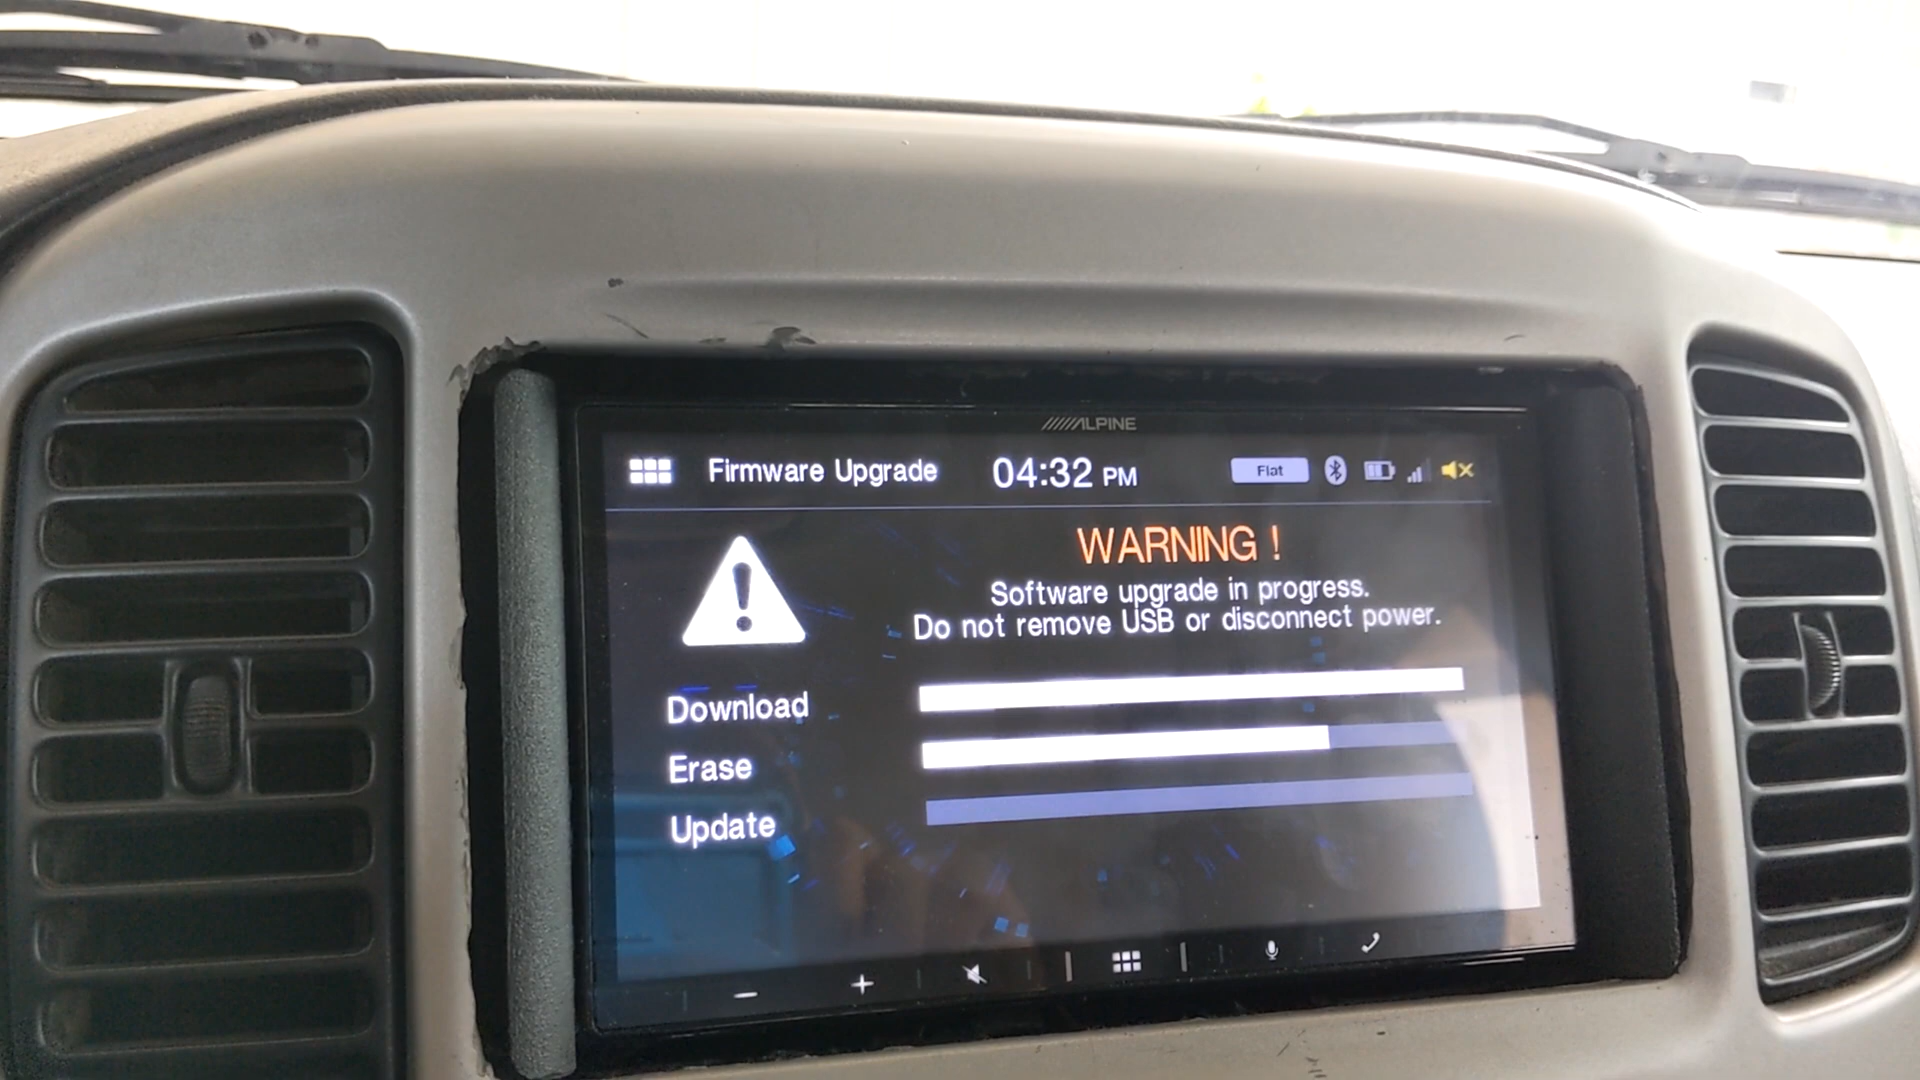 ALPINE
Firmware Upgrade 04:32 PM Flat
WARNING !
Software upgrade in progress.
Do not remove USB or disconnect power.
Download
Erase
Update